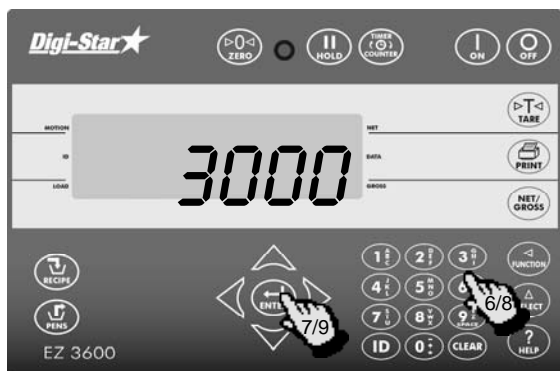 Digi-Star
▷0◁
ZERO
HOLD
TIMER
COUNTER
ON
OFF
▷T◁
TARE
MOTION
NET
ID
DATA
PRINT
LOAD
GROSS
3000
NET/
GROSS
RECIPE
1 A B C
2 D E F
3 G H I
FUNCTION
ENTER
7/9
4 J K L
5 M N O
6
6/8
PENS
7 S T U
8 V W X
9 SPACE
? HELP
ID
0
CLEAR
EZ 3600